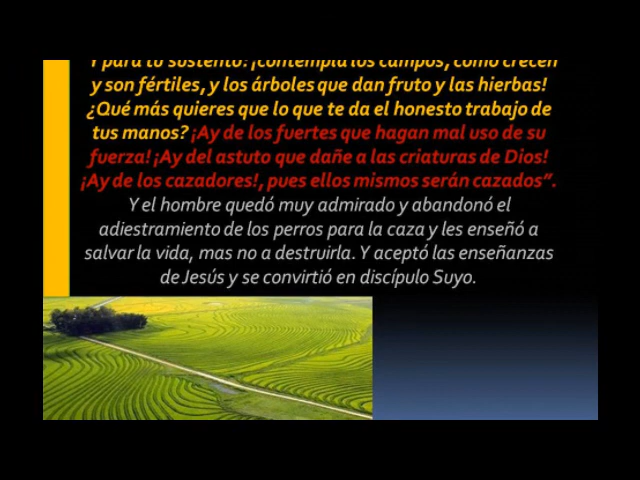 Y para tu sustento: ¡contempla los campos, cómo crecen
y son fértiles, y los árboles que dan fruto y las hierbas!
¿Qué más quieres que lo que te da el honesto trabajo de
tus manos? ¡Ay de los fuertes que hagan mal uso de su
fuerza! ¡Ay del astuto que dañe a las criaturas de Dios!
¡Ay de los cazadores!, pues ellos mismos serán cazados”.
Y el hombre quedó muy admirado y abandonó el
adiestramiento de los perros para la caza y les enseñó a
salvar la vida, mas no a destruirla. Y aceptó las enseñanzas
de Jesús y se convirtió en discípulo Suyo.